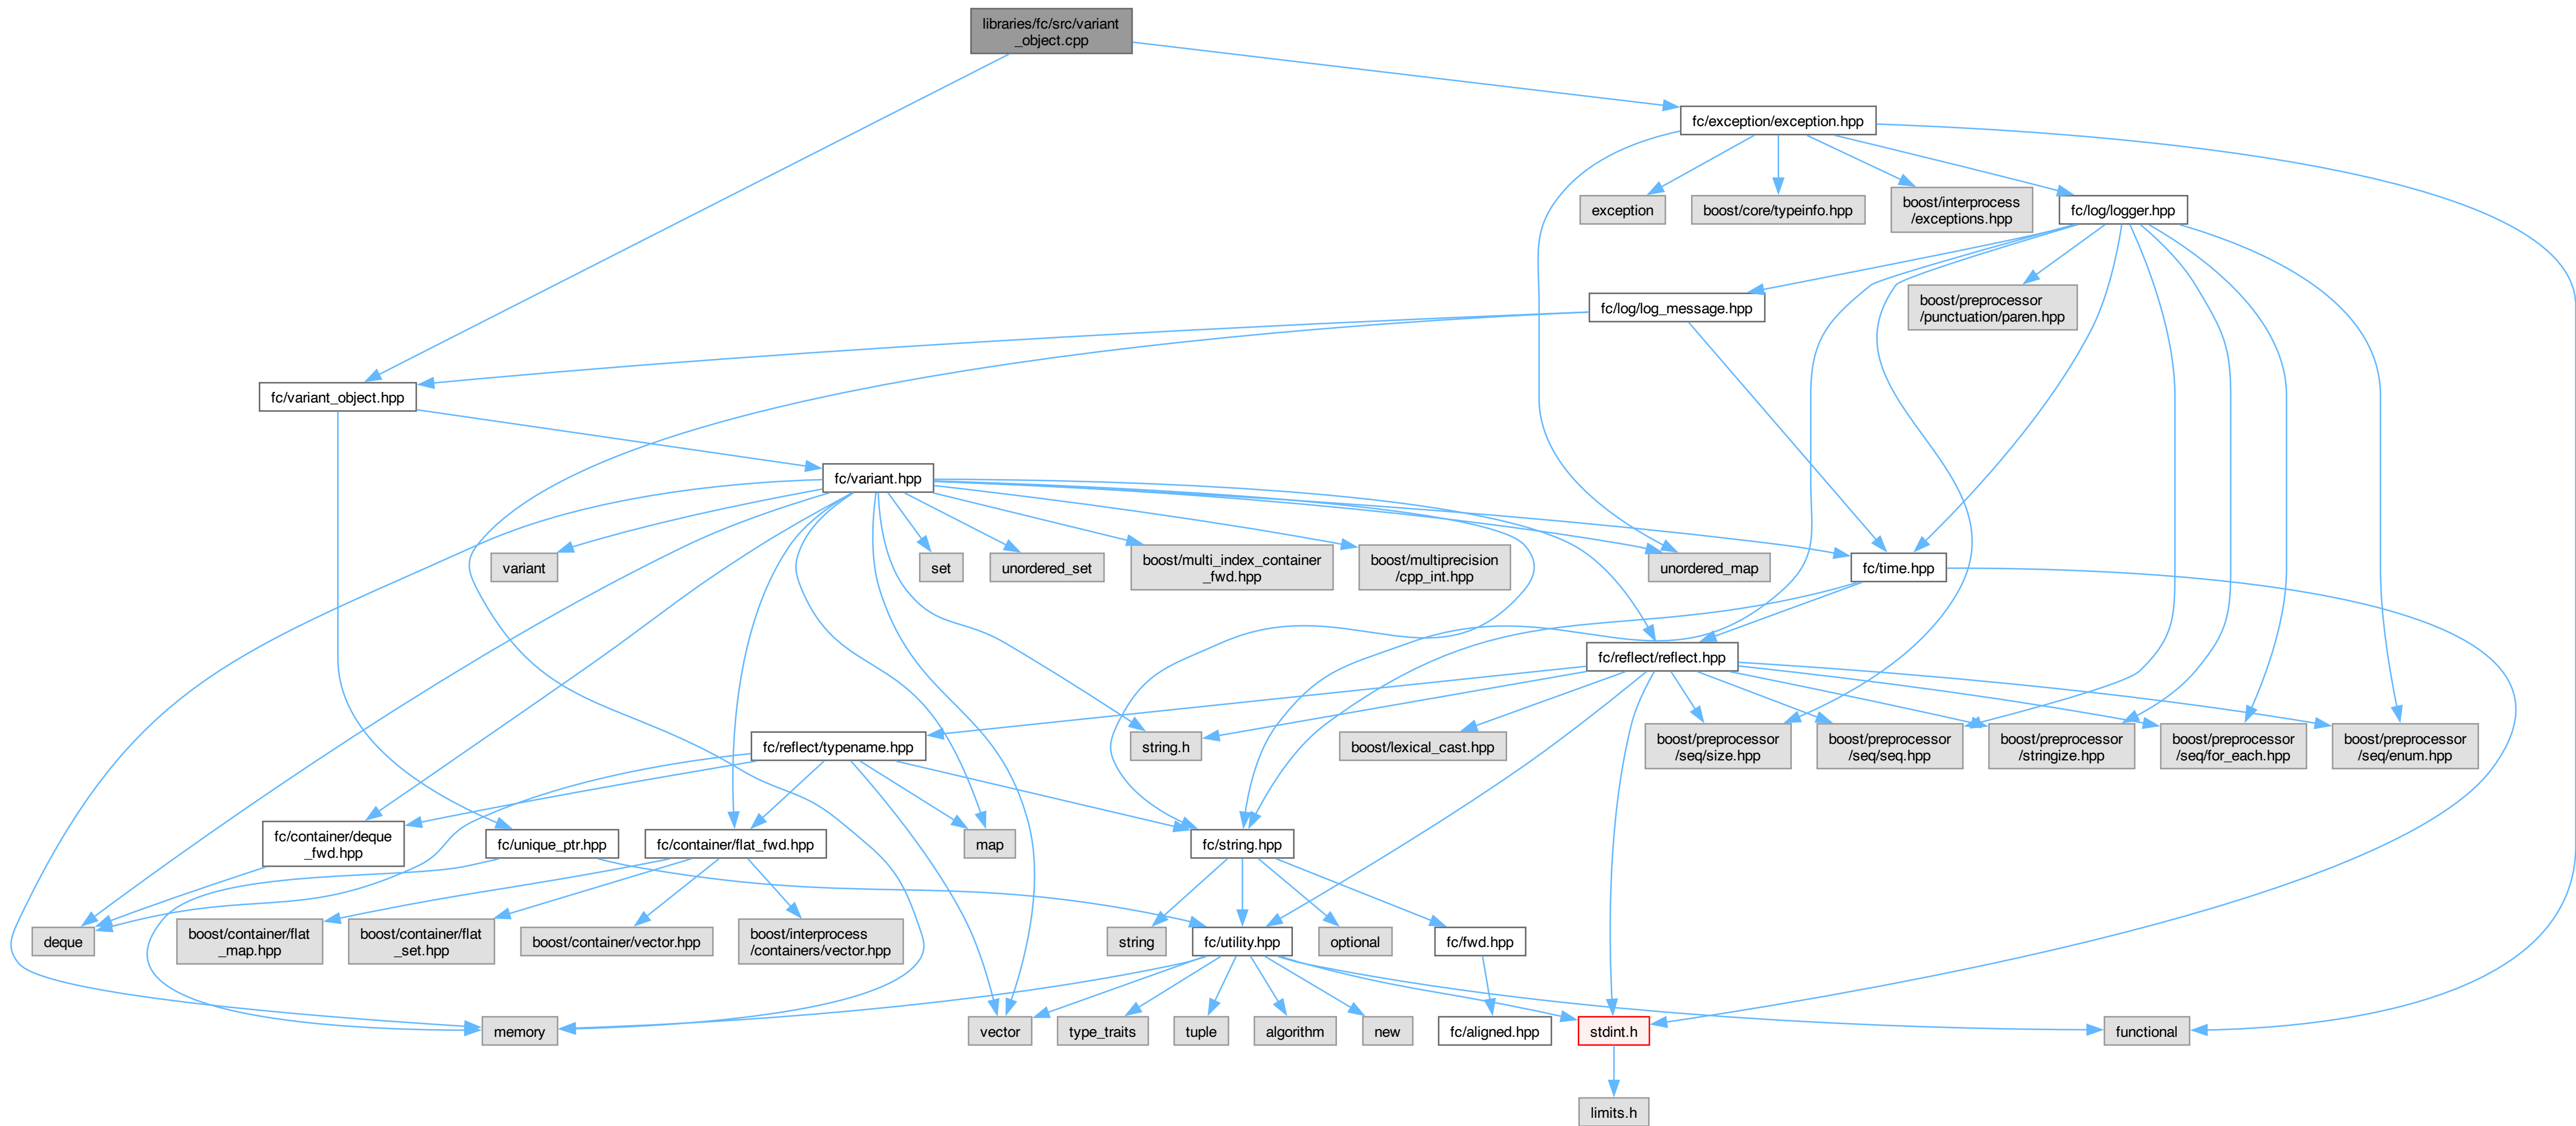 libraries/fc/src/variant
_object.cpp
fc/exception/exception.hpp
exception
boost/core/typeinfo.hpp
boost/interprocess
/exceptions.hpp
fc/log/logger.hpp
fc/log/log_message.hpp
boost/preprocessor
/punctuation/paren.hpp
fc/variant_object.hpp
fc/variant.hpp
variant
set
unordered_set
boost/multi_index_container
_fwd.hpp
boost/multiprecision
/cpp_int.hpp
unordered_map
fc/time.hpp
fc/reflect/reflect.hpp
fc/reflect/typename.hpp
string.h
boost/lexical_cast.hpp
boost/preprocessor
/seq/size.hpp
boost/preprocessor
/seq/seq.hpp
boost/preprocessor
/stringize.hpp
boost/preprocessor
/seq/for_each.hpp
boost/preprocessor
/seq/enum.hpp
fc/container/deque
_fwd.hpp
fc/unique_ptr.hpp
fc/container/flat_fwd.hpp
map
fc/string.hpp
deque
boost/container/flat
_map.hpp
boost/container/flat
_set.hpp
boost/container/vector.hpp
boost/interprocess
/containers/vector.hpp
string
fc/utility.hpp
optional
fc/fwd.hpp
memory
vector
type_traits
tuple
algorithm
new
fc/aligned.hpp
stdint.h
functional
limits.h